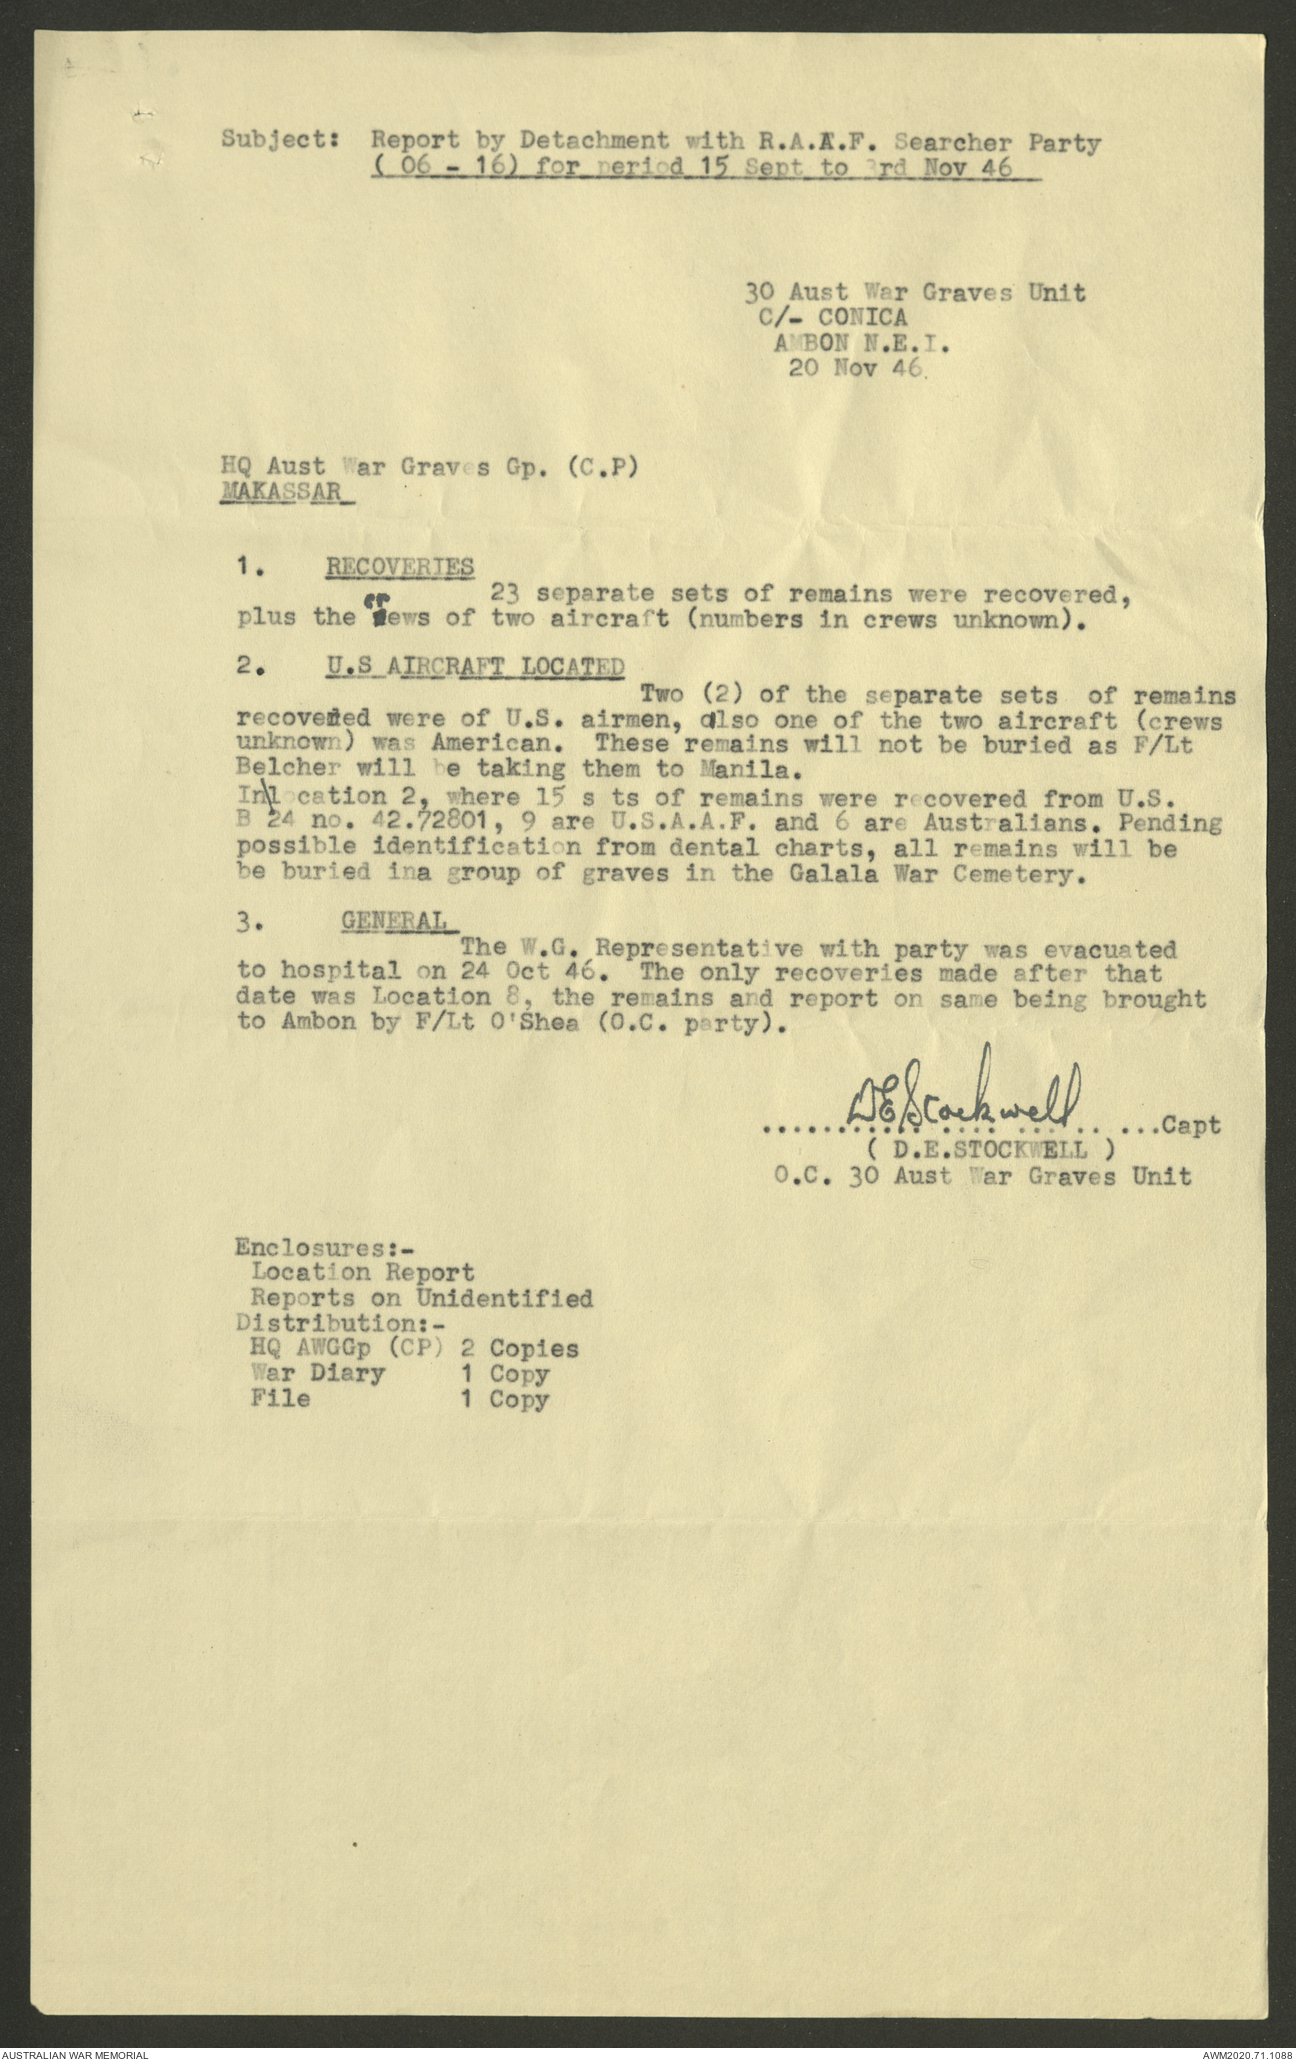 Subject: Report by Detachment with R.A.A.F. Searcher Party
( 06 - 16) for period 15 Sept to 3rd Nov 46
30 Aust War Graves Unit
C/- CONICA
AMBON N.E.I.
20 Nov 46.
HQ Aust War Graves Gp. (C.P)
MAKASSAR
1. RECOVERIES
23 separate sets of remains were recovered,
plus the crews of two aircraft (numbers in crews unknown).
2. U.S AIRCRAFT LOCATED
Two (2) of the separate sets of remains
recovered were of U.S. airmen, also one of the two aircraft (crews
unknown) was American. These remains will not be buried as F/Lt
Belcher will be taking them to Manila.
In\location 2, where 15 s ts of remains were recovered from U.S.
B 24 no. 42.72801, 9 are U.S.A.A.F. and 6 are Australians. Pending
possible identification from dental charts, all remains will be
be buried ina group of graves in the Galala War Cemetery.
3. GENERAL
The W.G. Representative with party was evacuated
to hospital on 24 Oct 46. The only recoveries made after that
date was Location 8, the remains and report on same being brought
to Ambon by F/Lt O'Shea (O.C. party).
DEStockwell
..............................Capt
( D.E.STOCKWELL )
O.C. 30 Aust War Graves Unit
Enclosures:-
Location Report
Reports on Unidentified
Distribution:-
HQ AWGGp (CP) 2 Copies
War Diary 1 Copy
File 1 Copy
AUSTRALIAN WAR MEMORIAL
AWM2020.71.1088